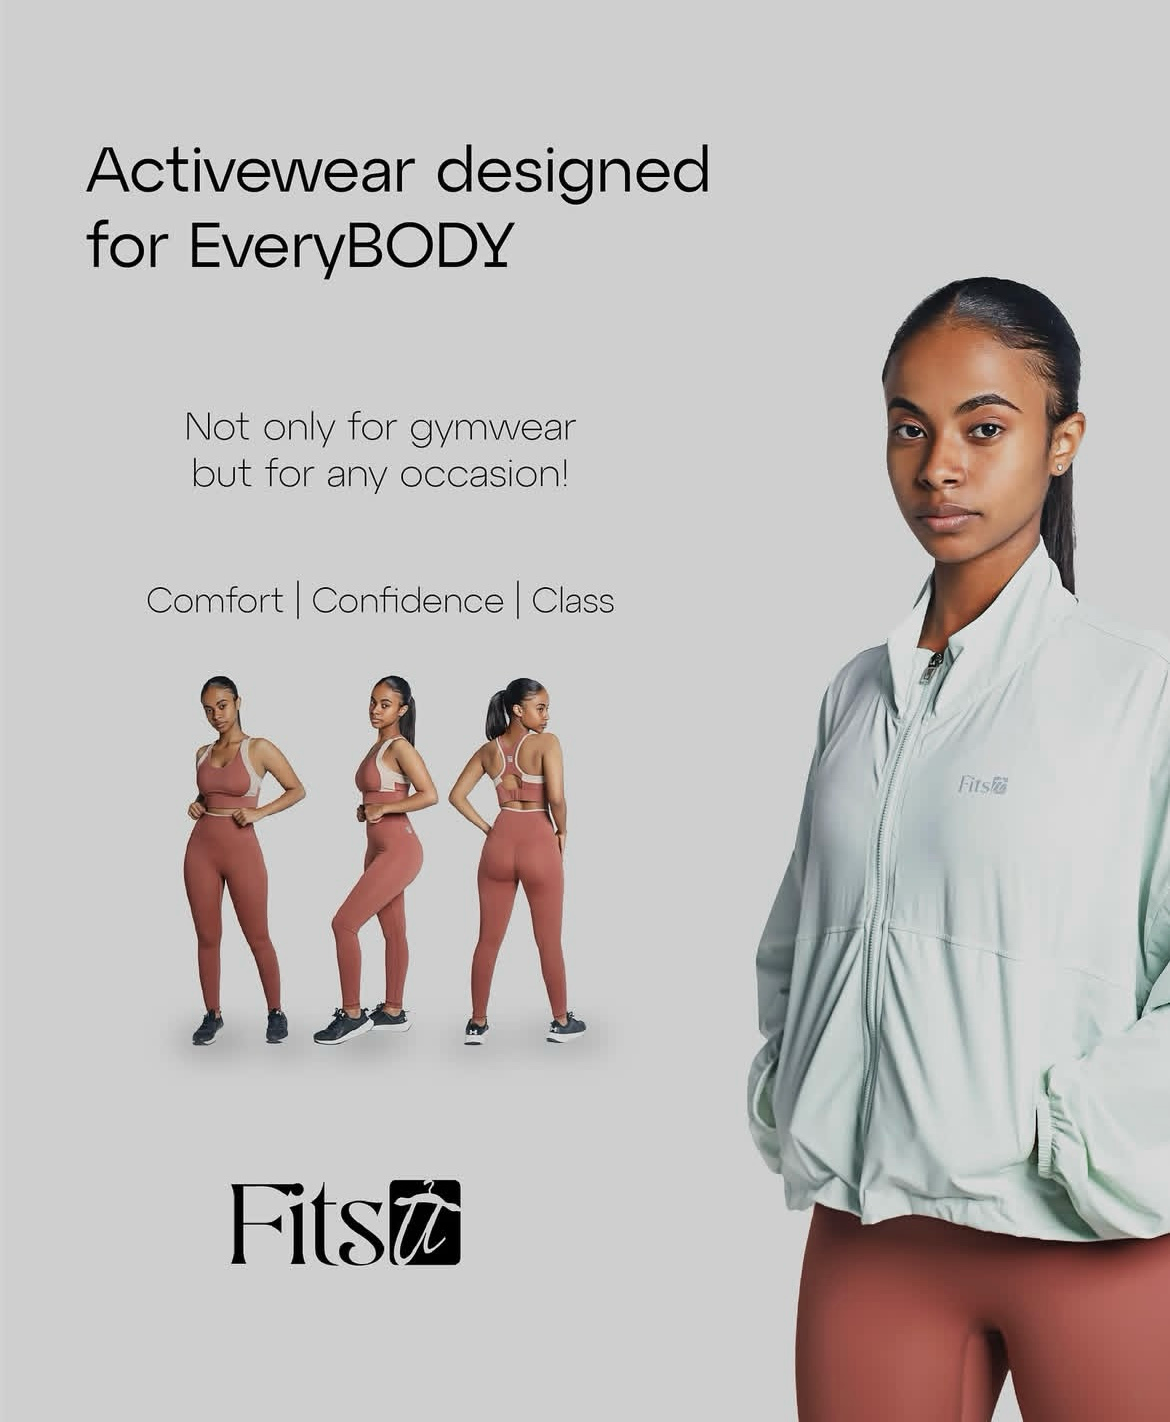 Activewear designed
for EveryBODY
Not only for gymwear
but for any occasion!
Comfort | Confidence | Class
Fitsu
Fitsu